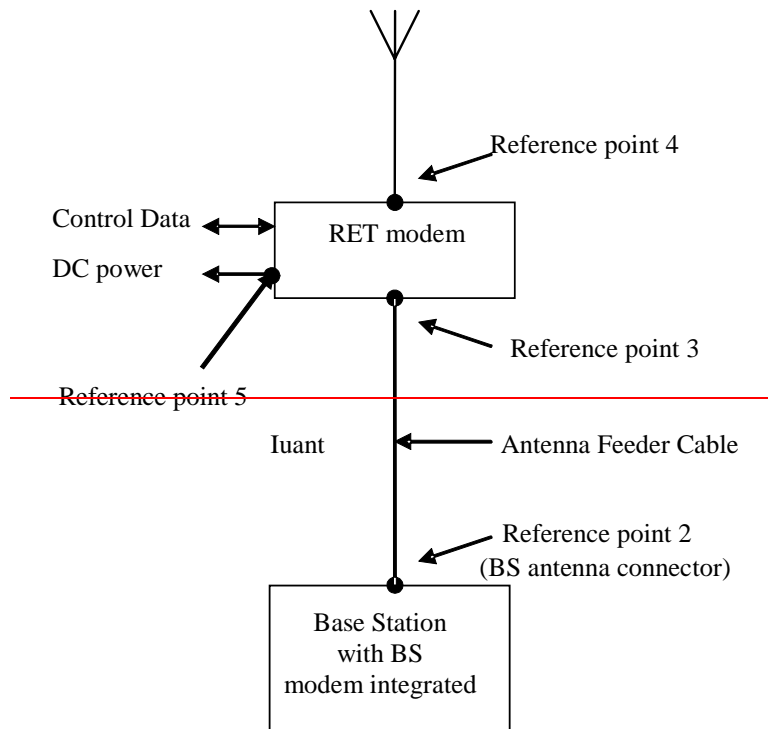 Reference point 4
Control Data
RET modem
DC power
Reference point 3
Reference point 5
Iuant
Antenna Feeder Cable
Reference point 2
(BS antenna connector)
Base Station
with BS
modem integrated